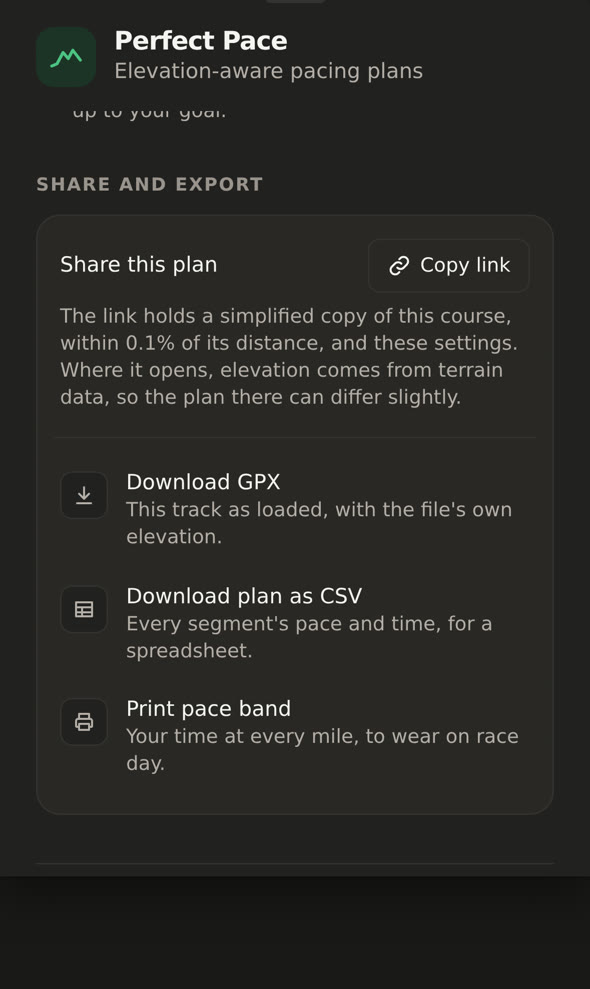 Perfect Pace
Elevation-aware pacing plans
up to your goal.
SHARE AND EXPORT
Share this plan
Copy link
The link holds a simplified copy of this course,
within 0.1% of its distance, and these settings.
Where it opens, elevation comes from terrain
data, so the plan there can differ slightly.
Download GPX
This track as loaded, with the file's own
elevation.
Download plan as CSV
Every segment's pace and time, for a
spreadsheet.
Print pace band
Your time at every mile, to wear on race
day.